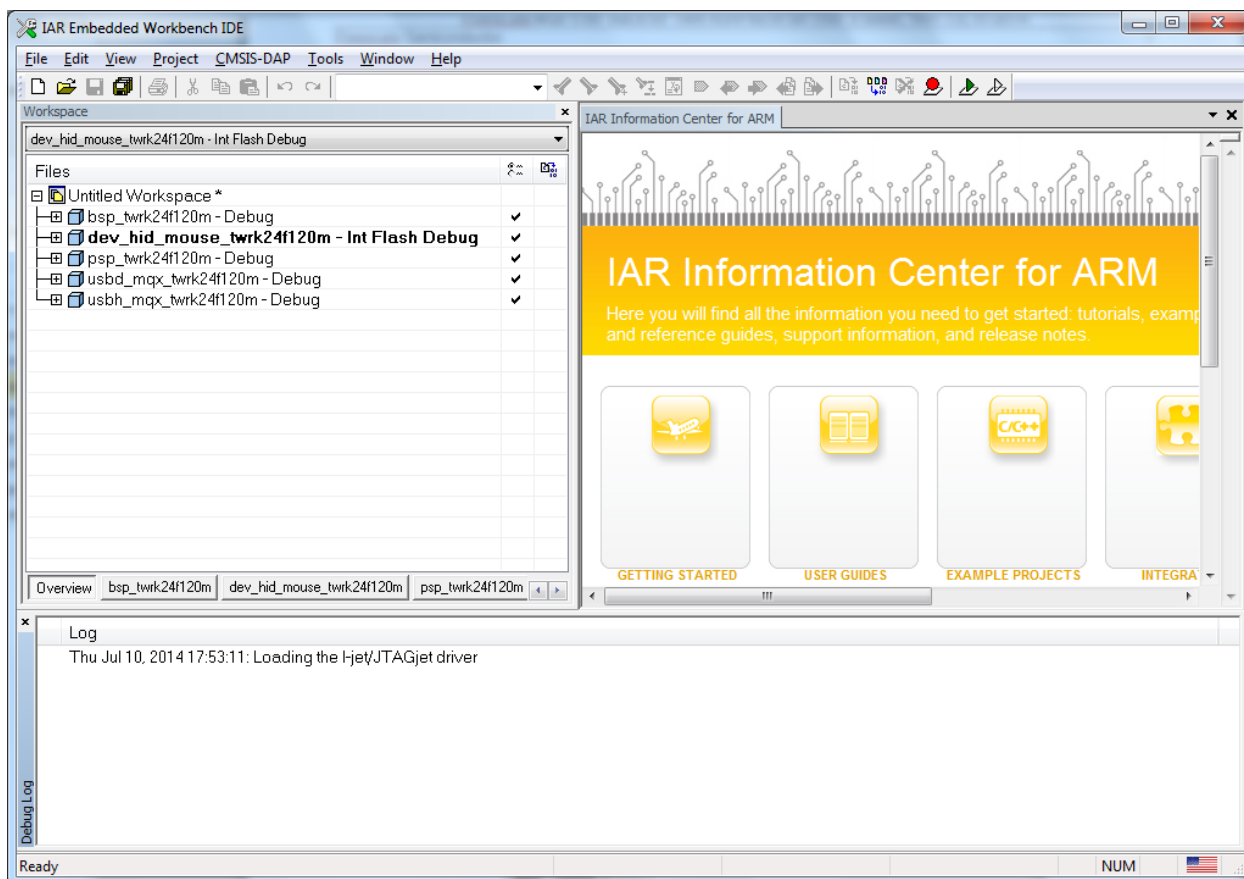 IAR Embedded Workbench IDE
File Edit View Project CMSIS-DAP Tools Window Help
Workspace
dev_hid_mouse_twrk24f120m - Int Flash Debug
Files
Untitled Workspace *
bsp_twrk24f120m - Debug
dev_hid_mouse_twrk24f120m - Int Flash Debug
psp_twrk24f120m - Debug
usbd_mqx_twrk24f120m - Debug
usbh_mqx_twrk24f120m - Debug
Overview bsp_twrk24f120m dev_hid_mouse_twrk24f120m psp_twrk24f120m
IAR Information Center for ARM
IAR Information Center for ARM
Here you will find all the information you need to get started: tutorials, examp
and reference guides, support information, and release notes.
C/C++
GETTING STARTED USER GUIDES EXAMPLE PROJECTS INTEGRA
Log
Thu Jul 10, 2014 17:53:11: Loading the I-jet/JTAGjet driver
Debug Log
Ready NUM